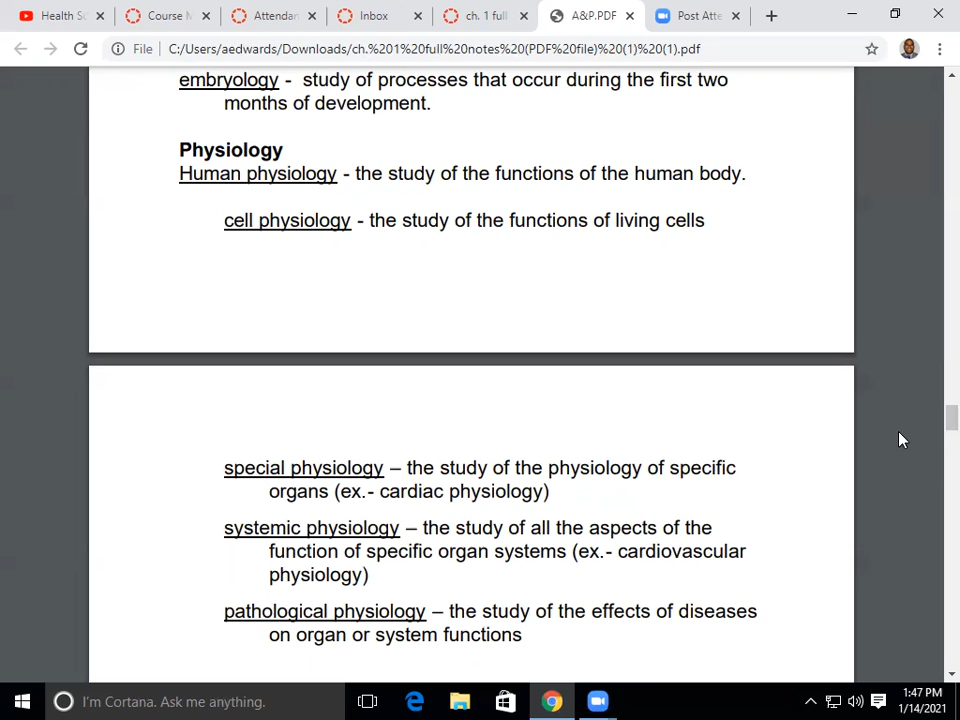 Health Sc
Course M
Attendan
Inbox
ch. 1 full
A&P.PDF
Post Atte
File
C:/Users/aedwards/Downloads/ch.%201%20full%20notes%20(PDF%20file)%20(1)%20(1).pdf
embryology - study of processes that occur during the first two
months of development.
Physiology
Human physiology - the study of the functions of the human body.
cell physiology - the study of the functions of living cells
special physiology – the study of the physiology of specific
organs (ex.- cardiac physiology)
systemic physiology – the study of all the aspects of the
function of specific organ systems (ex.- cardiovascular
physiology)
pathological physiology – the study of the effects of diseases
on organ or system functions
I'm Cortana. Ask me anything.
1:47 PM
1/14/2021